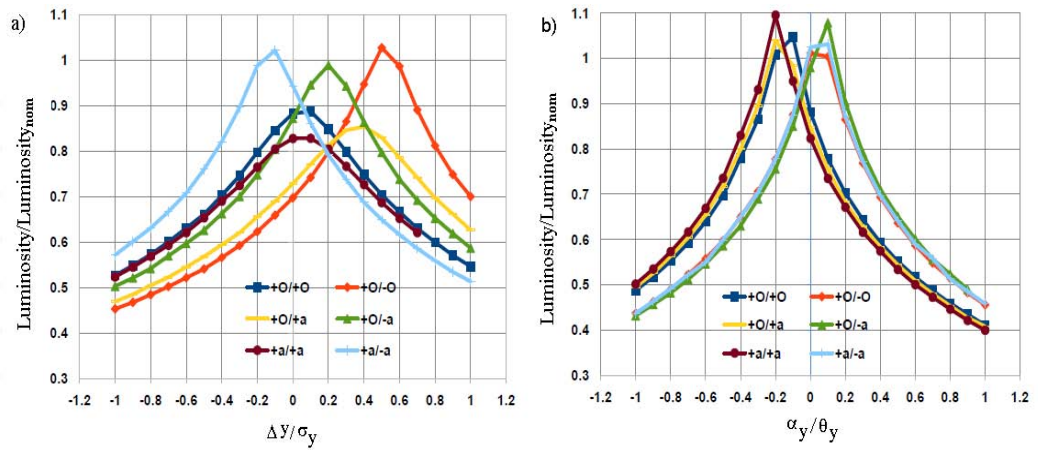 a)
Luminosity/Luminosity_nom
1.1
1
0.9
0.8
0.7
0.6
0.5
0.4
0.3
+O/+O +O/-O
+O/+a +O/-a
+a/+a +a/-a
-1.2 -1 -0.8 -0.6 -0.4 -0.2 0 0.2 0.4 0.6 0.8 1 1.2
Δy/σ_y
b)
Luminosity/Luminosity_nom
1.1
1
0.9
0.8
0.7
0.6
0.5
0.4
0.3
+O/+O +O/-O
+O/+a +O/-a
+a/+a +a/-a
-1.2 -1 -0.8 -0.6 -0.4 -0.2 0 0.2 0.4 0.6 0.8 1 1.2
α_y/θ_y